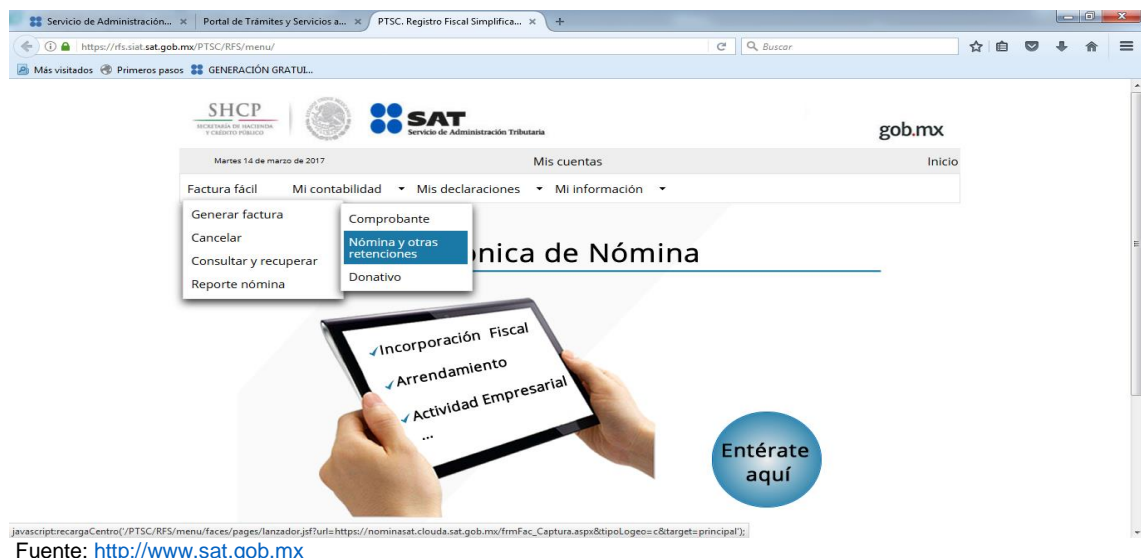 Servicio de Administración... × Portal de Trámites y Servicios a... × PTSC. Registro Fiscal Simplifica... × +
https://rfs.siat.sat.gob.mx/PTSC/RFS/menu/ Buscar
Más visitados Primeros pasos GENERACIÓN GRATUI...
SHCP
SECRETARÍA DE HACIENDA
Y CRÉDITO PÚBLICO
SAT
Servicio de Administración Tributaria
gob.mx
Martes 14 de marzo de 2017 Mis cuentas Inicio
Factura fácil Mi contabilidad Mis declaraciones Mi información
Generar factura
Cancelar
Consultar y recuperar
Reporte nómina
Comprobante
Nómina y otras
retenciones
Donativo
ónica de Nómina
✓Incorporación Fiscal
✓Arrendamiento
✓Actividad Empresarial
...
Entérate
aquí
javascript:recargaCentro('/PTSC/RFS/menu/faces/pages/lanzador.jsf?url=https://nominasat.clouda.sat.gob.mx/frmFac_Captura.aspx&tipoLogeo=c&target=principal');
Fuente: http://www.sat.gob.mx